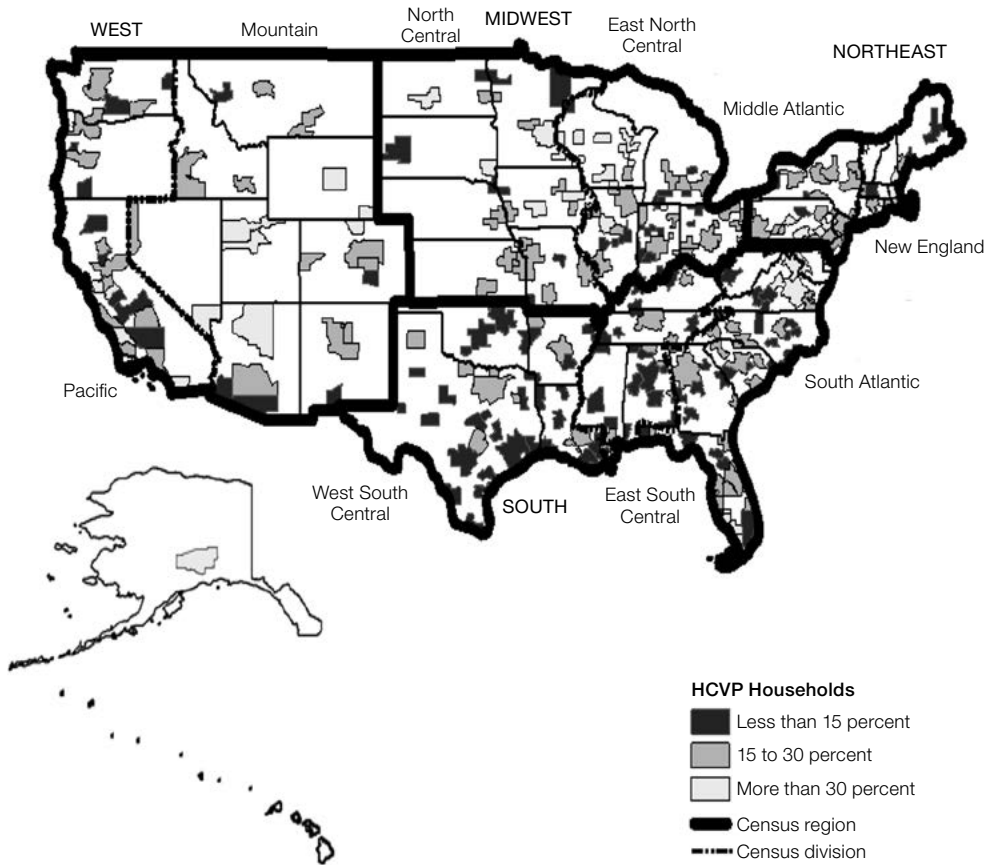 WEST
Mountain
North
Central
MIDWEST
East North
Central
NORTHEAST
Middle Atlantic
New England
Pacific
South Atlantic
West South
Central
SOUTH
East South
Central
HCVP Households
Less than 15 percent
15 to 30 percent
More than 30 percent
Census region
Census division